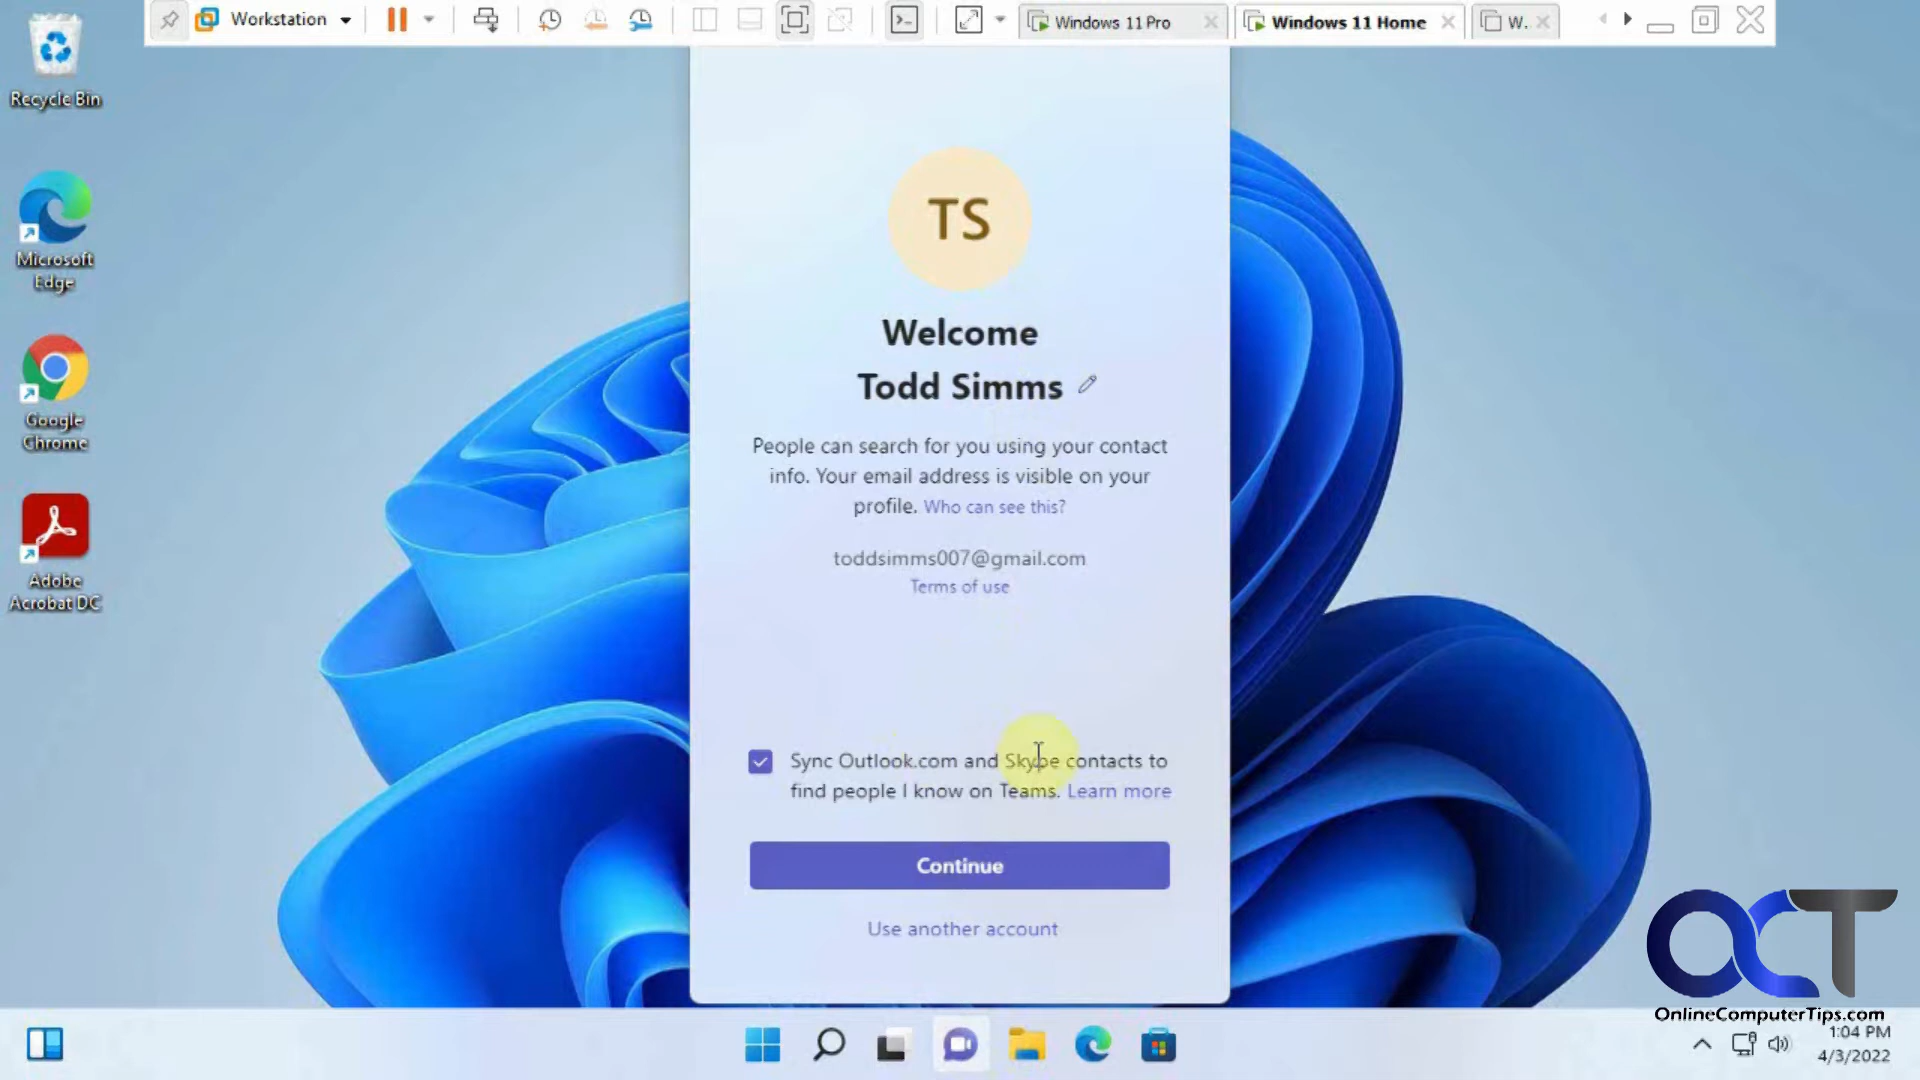 Workstation
Windows 11 Pro
Windows 11 Home
W.
Recycle Bin
Microsoft
Edge
Google
Chrome
Adobe
Acrobat DC
TS
Welcome
Todd Simms
People can search for you using your contact
info. Your email address is visible on your
profile. Who can see this?
toddsimms007@gmail.com
Terms of use
Sync Outlook.com and Skype contacts to
find people I know on Teams. Learn more
Continue
Use another account
OCT
OnlineComputerTips.com
1:04 PM
4/3/2022